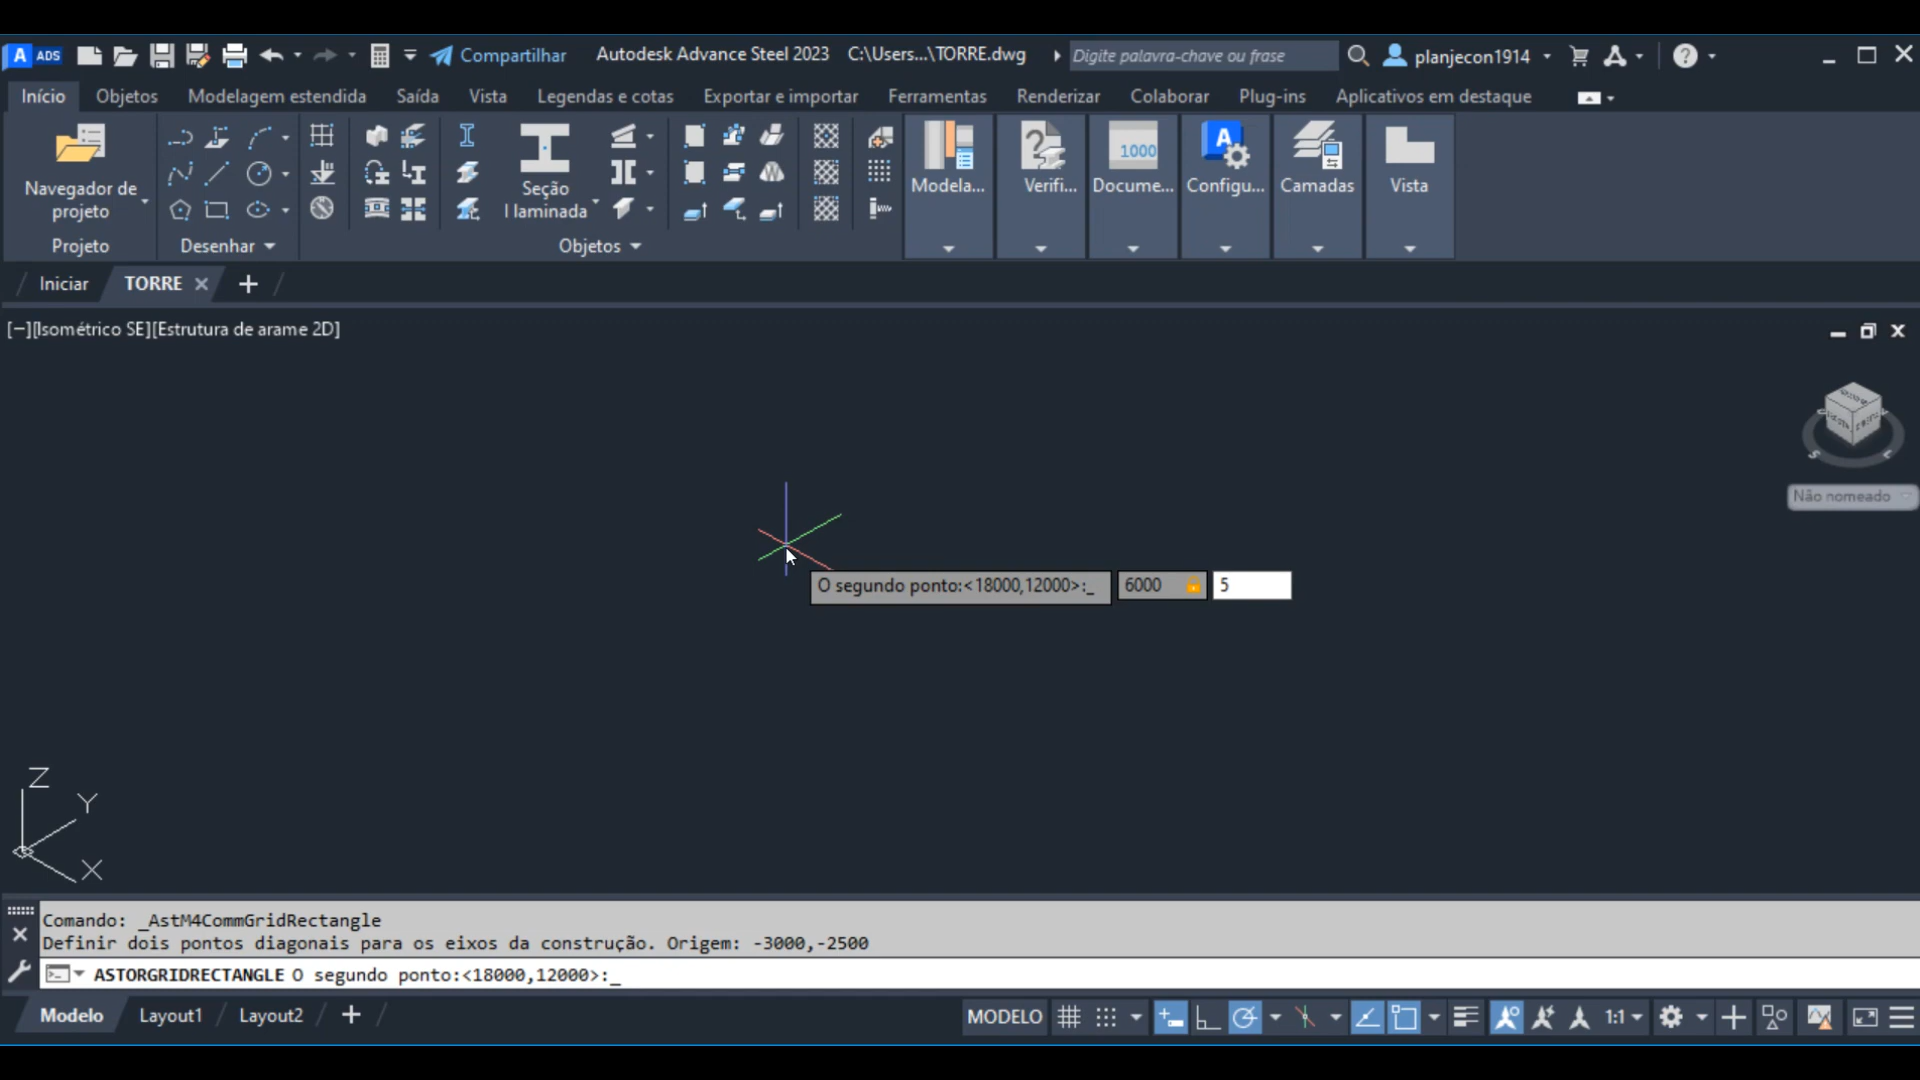 A ADS Compartilhar Autodesk Advance Steel 2023 C:\Users...\TORRE.dwg Digite palavra-chave ou frase planjecon1914
Início Objetos Modelagem estendida Saída Vista Legendas e cotas Exportar e importar Ferramentas Renderizar Colaborar Plug-ins Aplicativos em destaque
Navegador de projeto
Seção I laminada
1000
A
Modela... Verifi... Docume... Configu... Camadas Vista
Projeto Desenhar Objetos
Iniciar TORRE
[−][Isométrico SE][Estrutura de arame 2D]
Não nomeado
O segundo ponto:<18000,12000>:_ 6000 5
Z
Y
X
Comando: _AstM4CommGridRectangle
Definir dois pontos diagonais para os eixos da construção. Origem: -3000,-2500
ASTORGRIDRECTANGLE O segundo ponto:<18000,12000>:_
Modelo Layout1 Layout2 MODELO 1:1